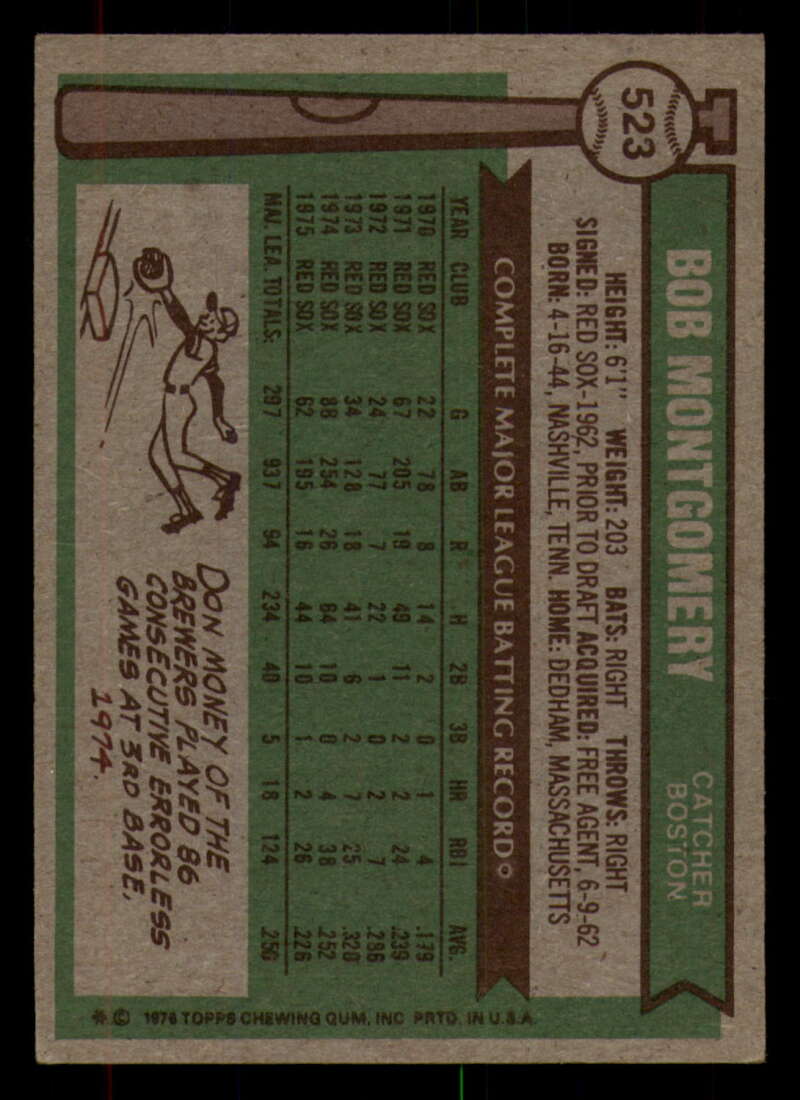 523
BOB MONTGOMERY
CATCHER
BOSTON
HEIGHT: 6'1" WEIGHT: 203 BATS: RIGHT THROWS: RIGHT
SIGNED: RED SOX-1962, PRIOR TO DRAFT ACQUIRED: FREE AGENT, 6-9-62
BORN: 4-16-44, NASHVILLE, TENN. HOME: DEDHAM, MASSACHUSETTS
COMPLETE MAJOR LEAGUE BATTING RECORD
YEAR CLUB G AB R H 2B 3B HR RBI AVG.
1970 RED SOX 22 78 8 14 2 0 1 4 .179
1971 RED SOX 67 205 19 49 11 2 2 24 .239
1972 RED SOX 24 77 7 22 1 0 2 7 .286
1973 RED SOX 34 128 18 41 6 2 7 25 .320
1974 RED SOX 88 254 26 64 10 0 4 38 .252
1975 RED SOX 62 195 16 44 10 1 2 26 .226
MAJ. LEA. TOTALS: 297 937 94 234 40 5 18 124 .250
DON MONEY OF THE
BREWERS PLAYED 86
CONSECUTIVE ERRORLESS
GAMES AT 3RD BASE,
1974.
* © 1976 TOPPS CHEWING GUM, INC PRTD. IN U.S.A.